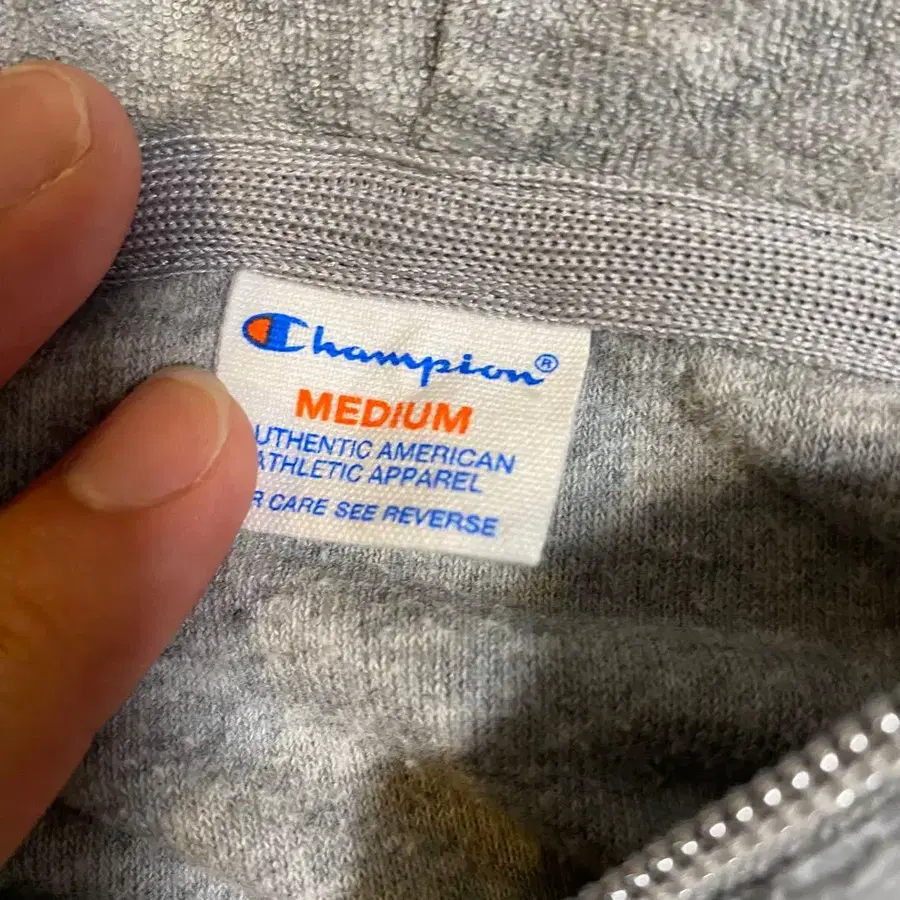 Champion®
MEDIUM
UTHENTIC AMERICAN
ATHLETIC APPAREL
R CARE SEE REVERSE